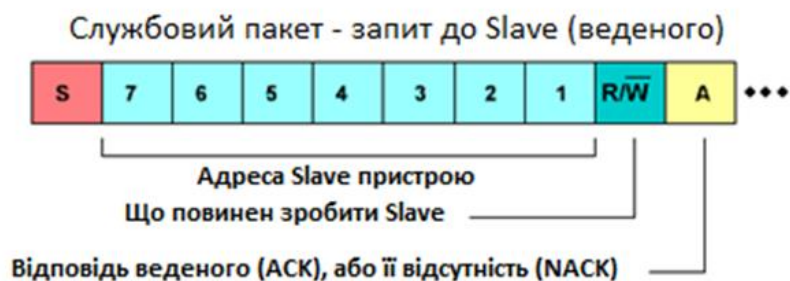 Службовий пакет - запит до Slave (веденого)
S 7 6 5 4 3 2 1 R/W̅ A
Адреса Slave пристрою
Що повинен зробити Slave
Відповідь веденого (ACK), або її відсутність (NACK)